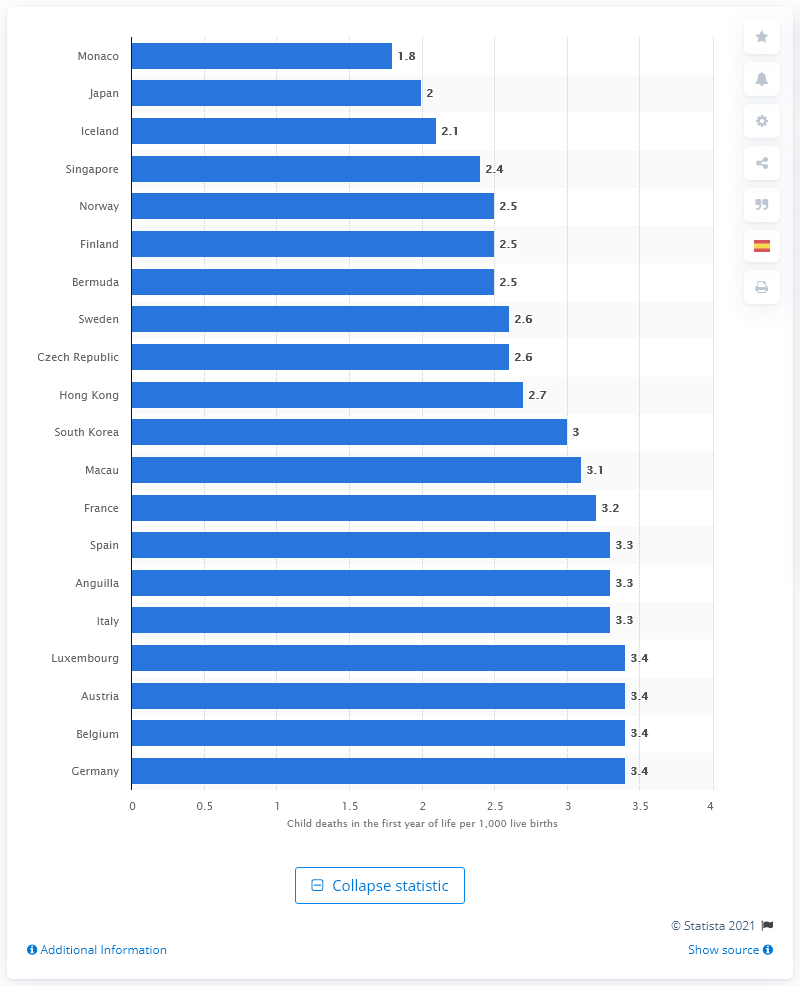 Monaco 1.8
Japan 2
Iceland 2.1
Singapore 2.4
Norway 2.5
Finland 2.5
Bermuda 2.5
Sweden 2.6
Czech Republic 2.6
Hong Kong 2.7
South Korea 3
Macau 3.1
France 3.2
Spain 3.3
Anguilla 3.3
Italy 3.3
Luxembourg 3.4
Austria 3.4
Belgium 3.4
Germany 3.4
0 0.5 1 1.5 2 2.5 3 3.5 4
Child deaths in the first year of life per 1,000 live births
Collapse statistic
© Statista 2021
Additional Information Show source